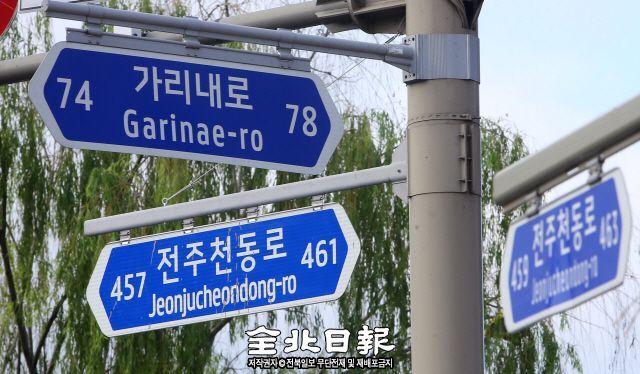 가리내로
74 78
Garinae-ro
전주천동로
457 461
Jeonjucheondong-ro
전주천동로
459 463
Jeonjucheondong-ro
全北日報
저작권자 © 전북일보 무단전재 및 재배포금지